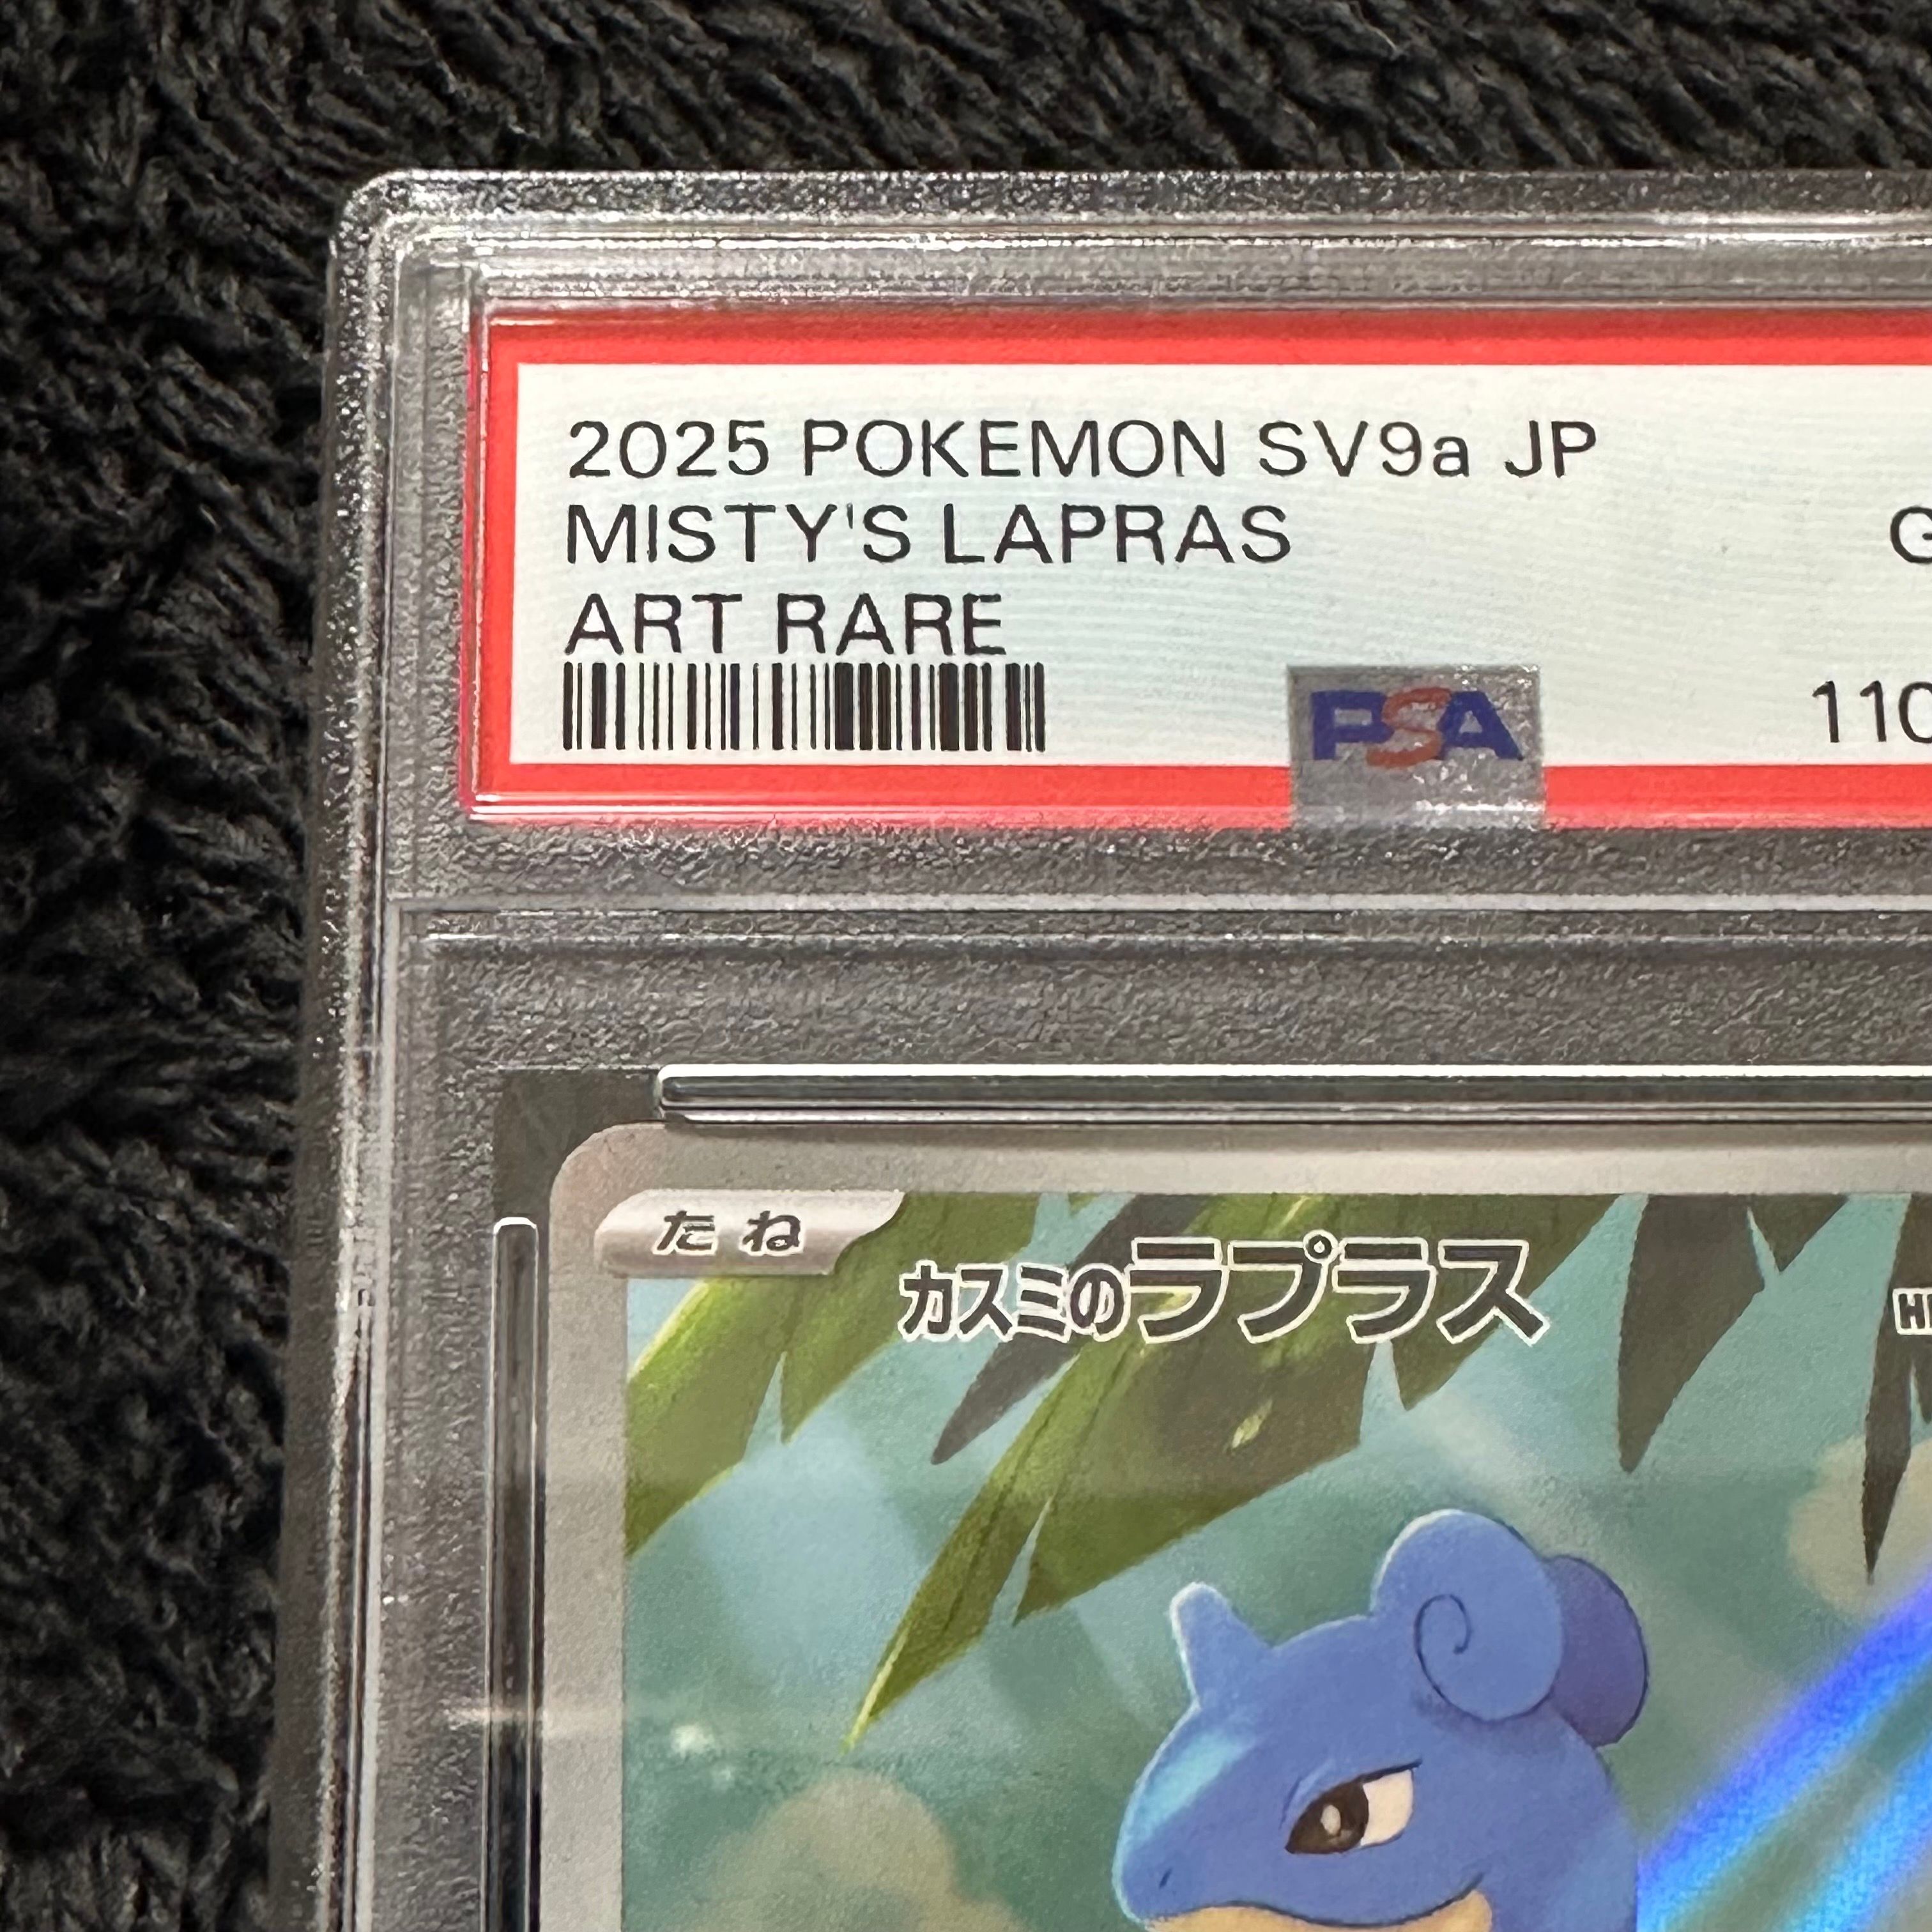 2025 POKEMON SV9a JP
MISTY'S LAPRAS
G
ART RARE
PSA
110
たね
カスミのラプラス